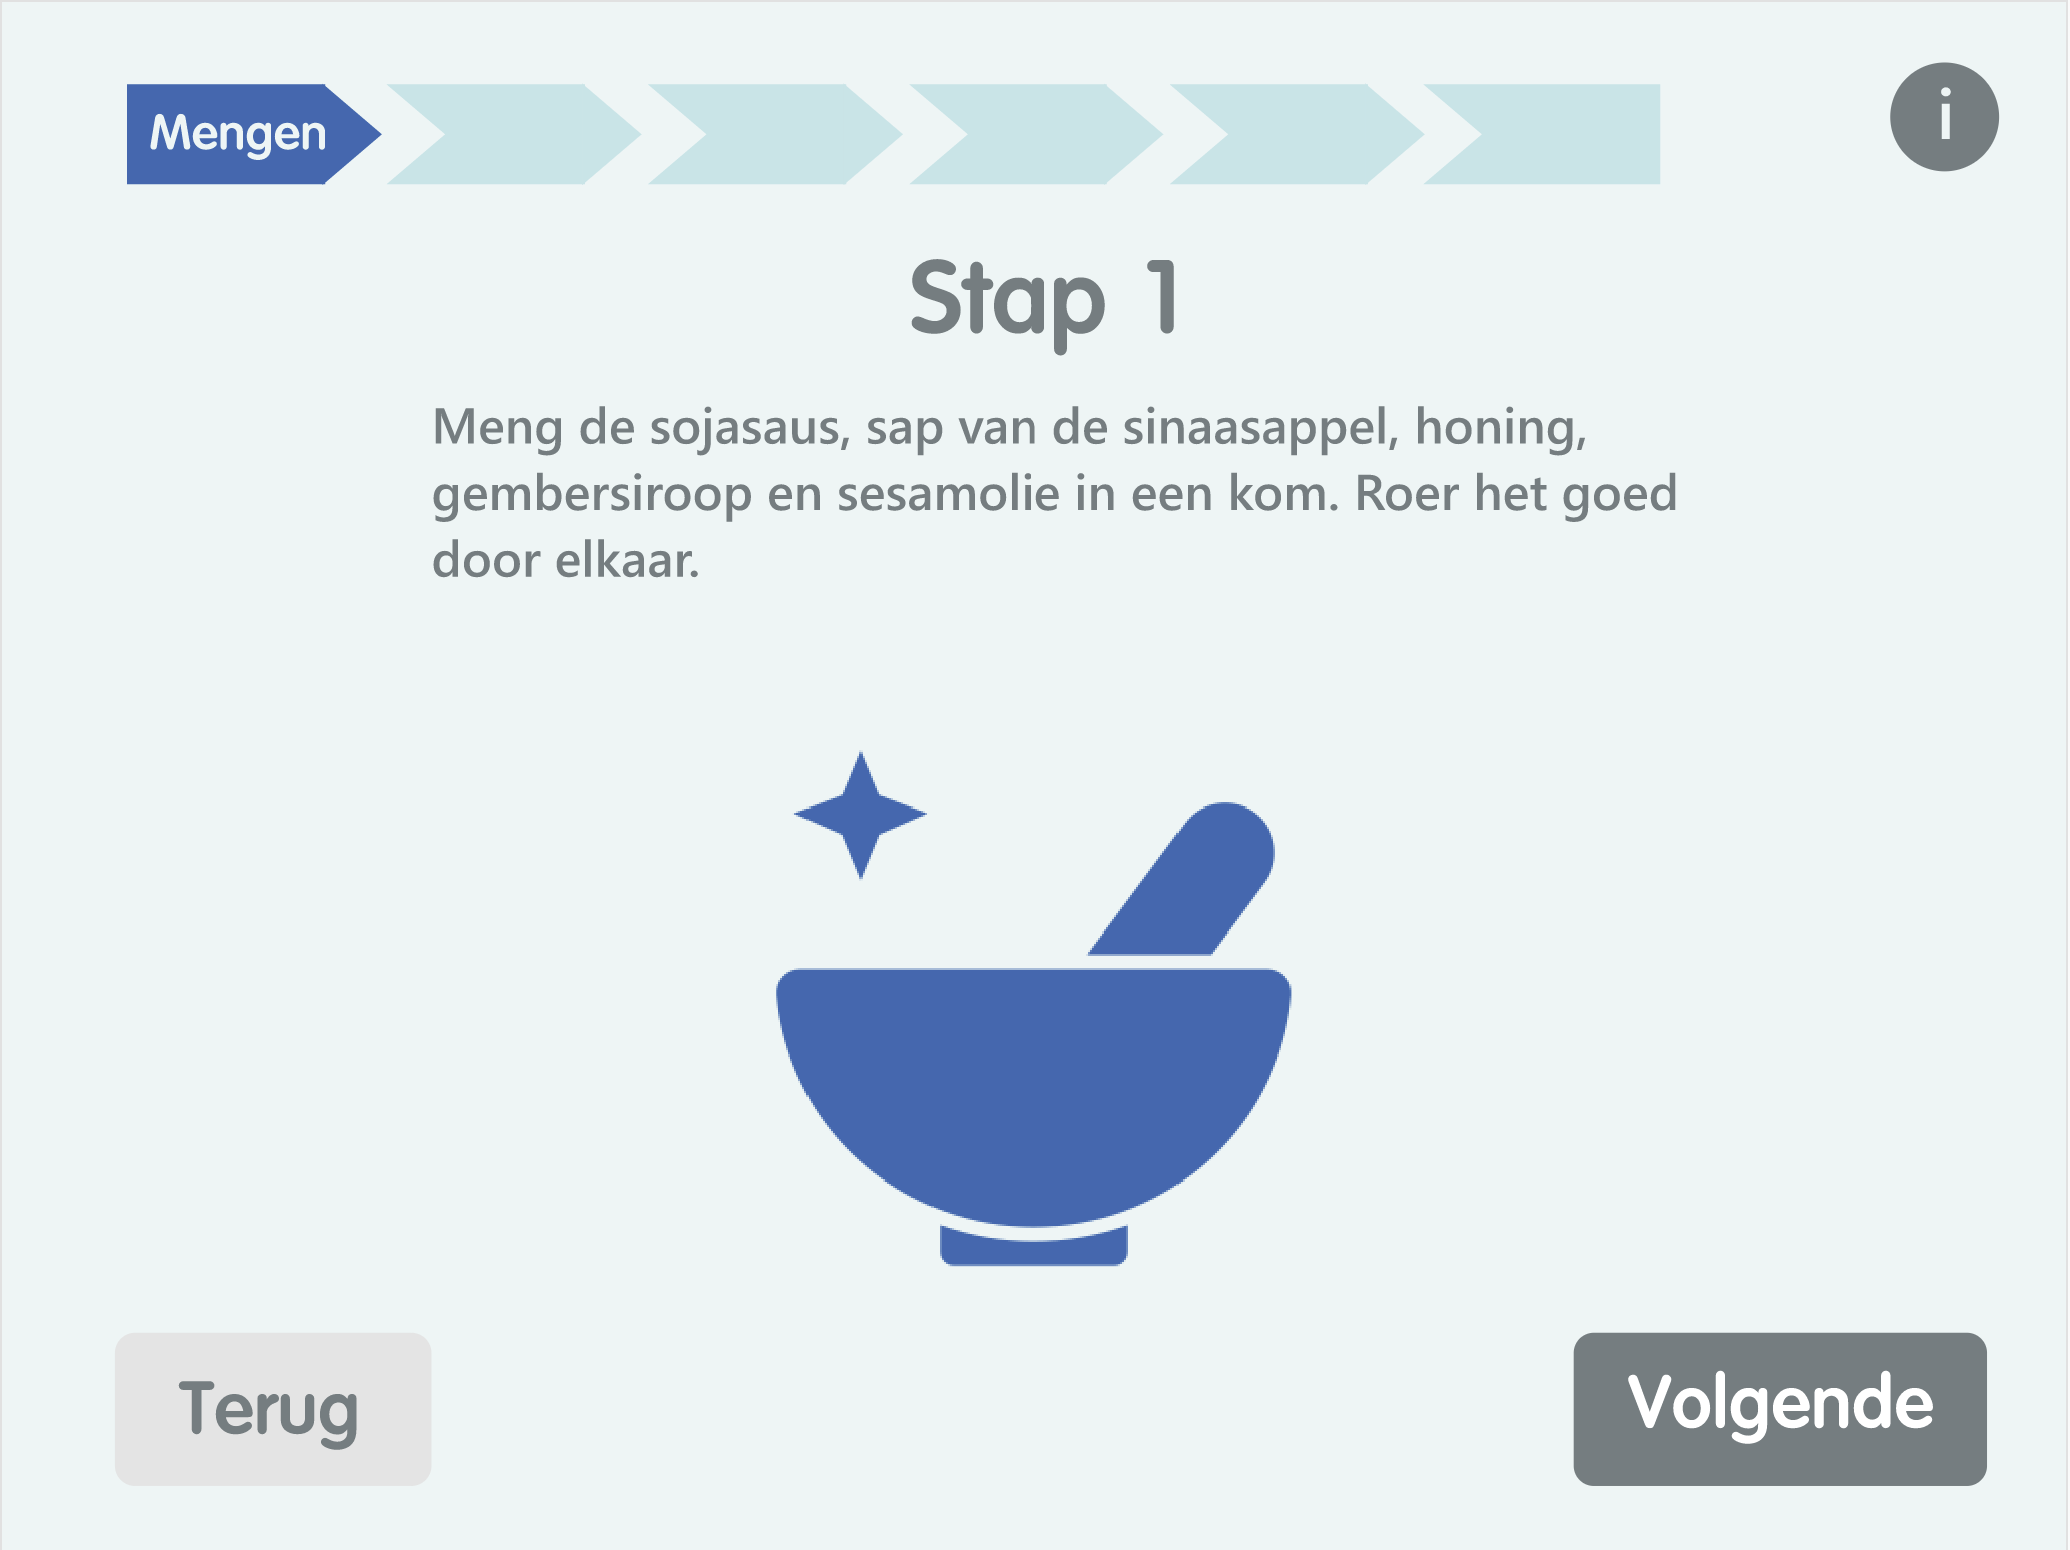 Mengen
i
Stap 1
Meng de sojasaus, sap van de sinaasappel, honing,
gembersiroop en sesamolie in een kom. Roer het goed
door elkaar.
Terug
Volgende